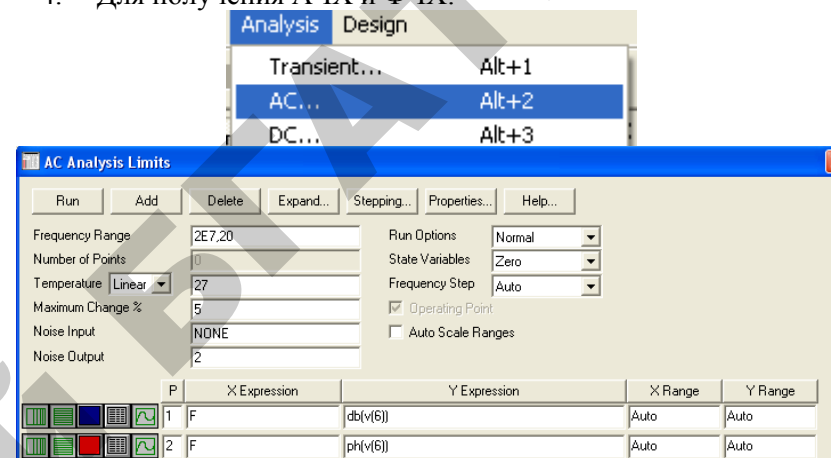 4. Для получения АЧХ и ФЧХ:
Analysis Design
Transient... Alt+1
AC... Alt+2
DC... Alt+3
AC Analysis Limits
Run Add Delete Expand... Stepping... Properties... Help...
Frequency Range 2E7,20 Run Options Normal
Number of Points 0 State Variables Zero
Temperature Linear 27 Frequency Step Auto
Maximum Change % 5 Operating Point
Noise Input NONE Auto Scale Ranges
Noise Output 2
P X Expression Y Expression X Range Y Range
1 F db(v(6)) Auto Auto
2 F ph(v(6)) Auto Auto